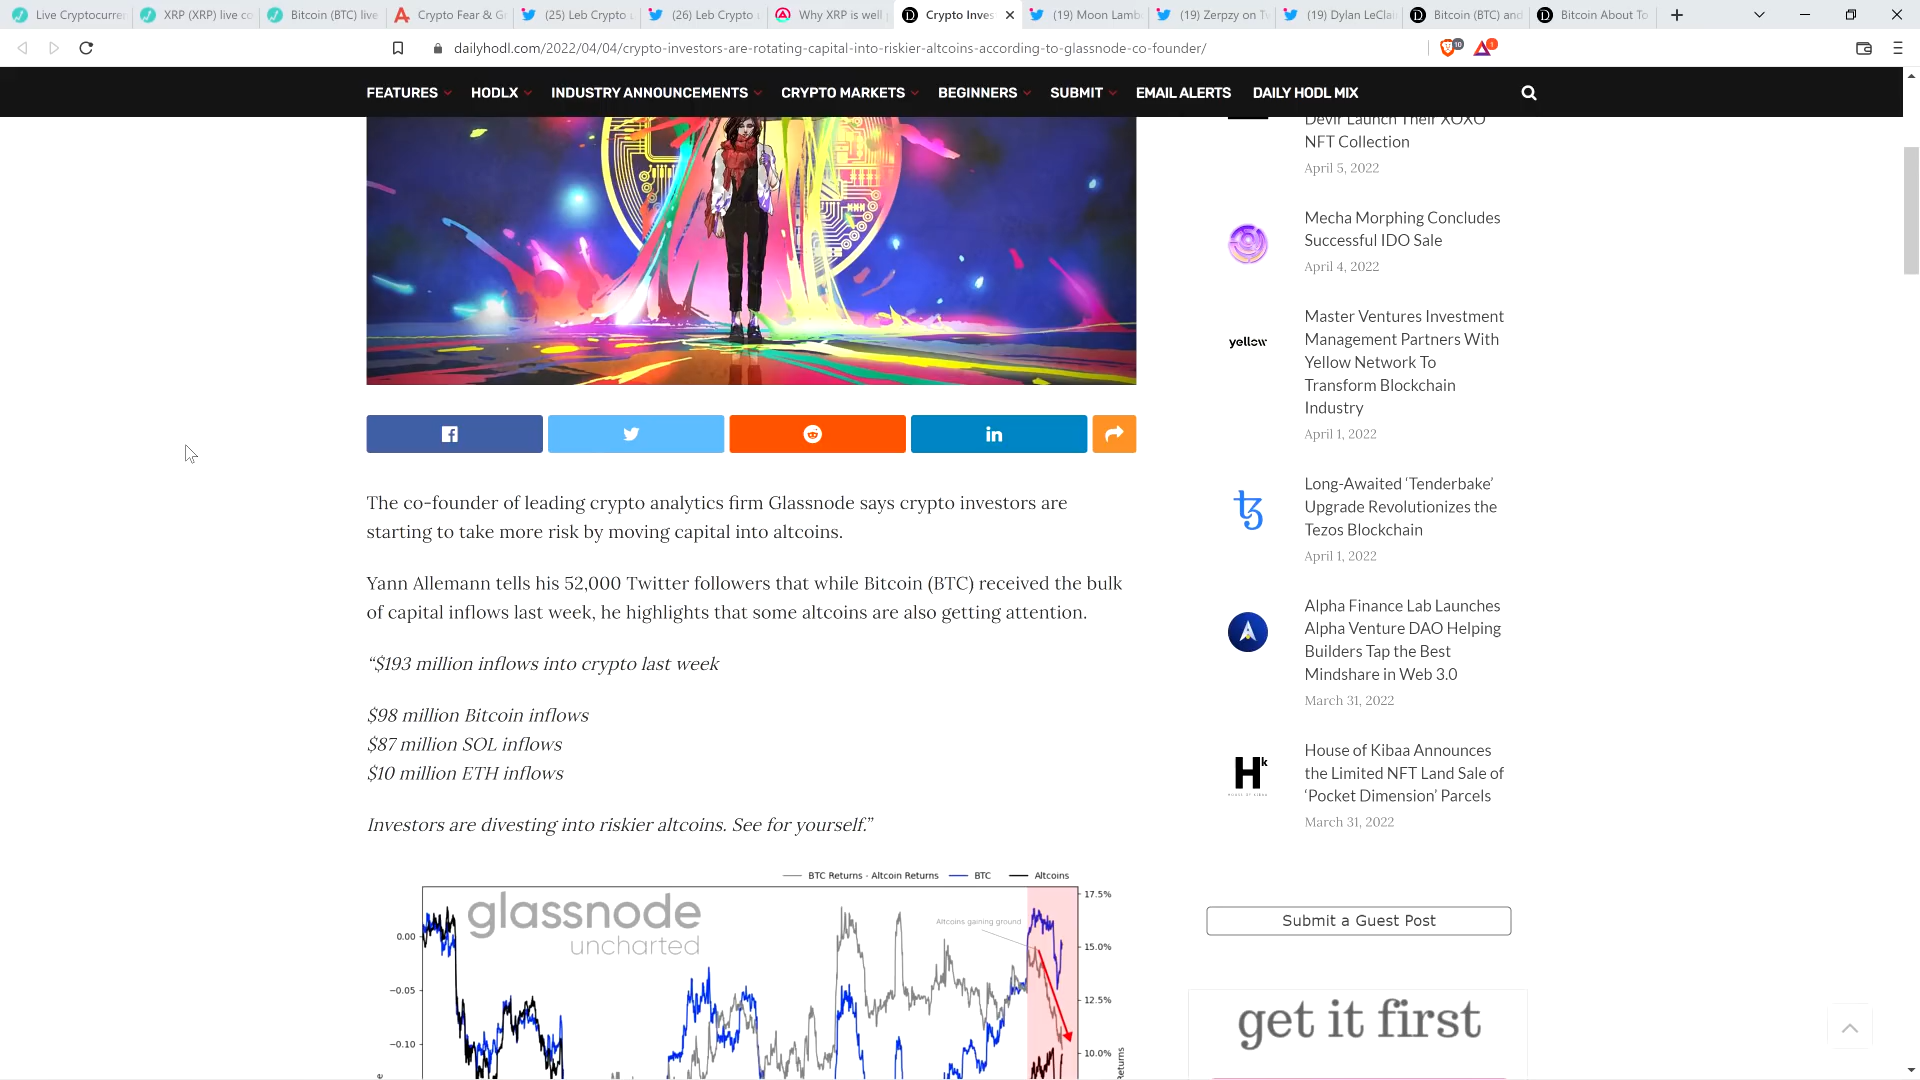 Live Cryptocurren
XRP (XRP) live co
Bitcoin (BTC) live
Crypto Fear & Gr
(25) Leb Crypto
(26) Leb Crypto
Why XRP is well
Crypto Inves
(19) Moon Lamb
(19) Zerpzy on Tw
(19) Dylan LeClai
Bitcoin (BTC) and
Bitcoin About To
dailyhodl.com/2022/04/04/crypto-investors-are-rotating-capital-into-riskier-altcoins-according-to-glassnode-co-founder/
10
1
FEATURES HODLX INDUSTRY ANNOUNCEMENTS CRYPTO MARKETS BEGINNERS SUBMIT EMAIL ALERTS DAILY HODL MIX
The co-founder of leading crypto analytics firm Glassnode says crypto investors are
starting to take more risk by moving capital into altcoins.
Yann Allemann tells his 52,000 Twitter followers that while Bitcoin (BTC) received the bulk
of capital inflows last week, he highlights that some altcoins are also getting attention.
“$193 million inflows into crypto last week
$98 million Bitcoin inflows
$87 million SOL inflows
$10 million ETH inflows
Investors are divesting into riskier altcoins. See for yourself.”
BTC Returns - Altcoin Returns BTC Altcoins
glassnode
uncharted
Altcoins gaining ground
0.00
−0.05
−0.10
17.5%
15.0%
12.5%
10.0%
Devir Launch Their XOXO
NFT Collection
April 5, 2022
Mecha Morphing Concludes
Successful IDO Sale
April 4, 2022
yellow
Master Ventures Investment
Management Partners With
Yellow Network To
Transform Blockchain
Industry
April 1, 2022
Long-Awaited ‘Tenderbake’
Upgrade Revolutionizes the
Tezos Blockchain
April 1, 2022
Alpha Finance Lab Launches
Alpha Venture DAO Helping
Builders Tap the Best
Mindshare in Web 3.0
March 31, 2022
Hk
HOUSE OF KIBAA
House of Kibaa Announces
the Limited NFT Land Sale of
‘Pocket Dimension’ Parcels
March 31, 2022
Submit a Guest Post
get it first